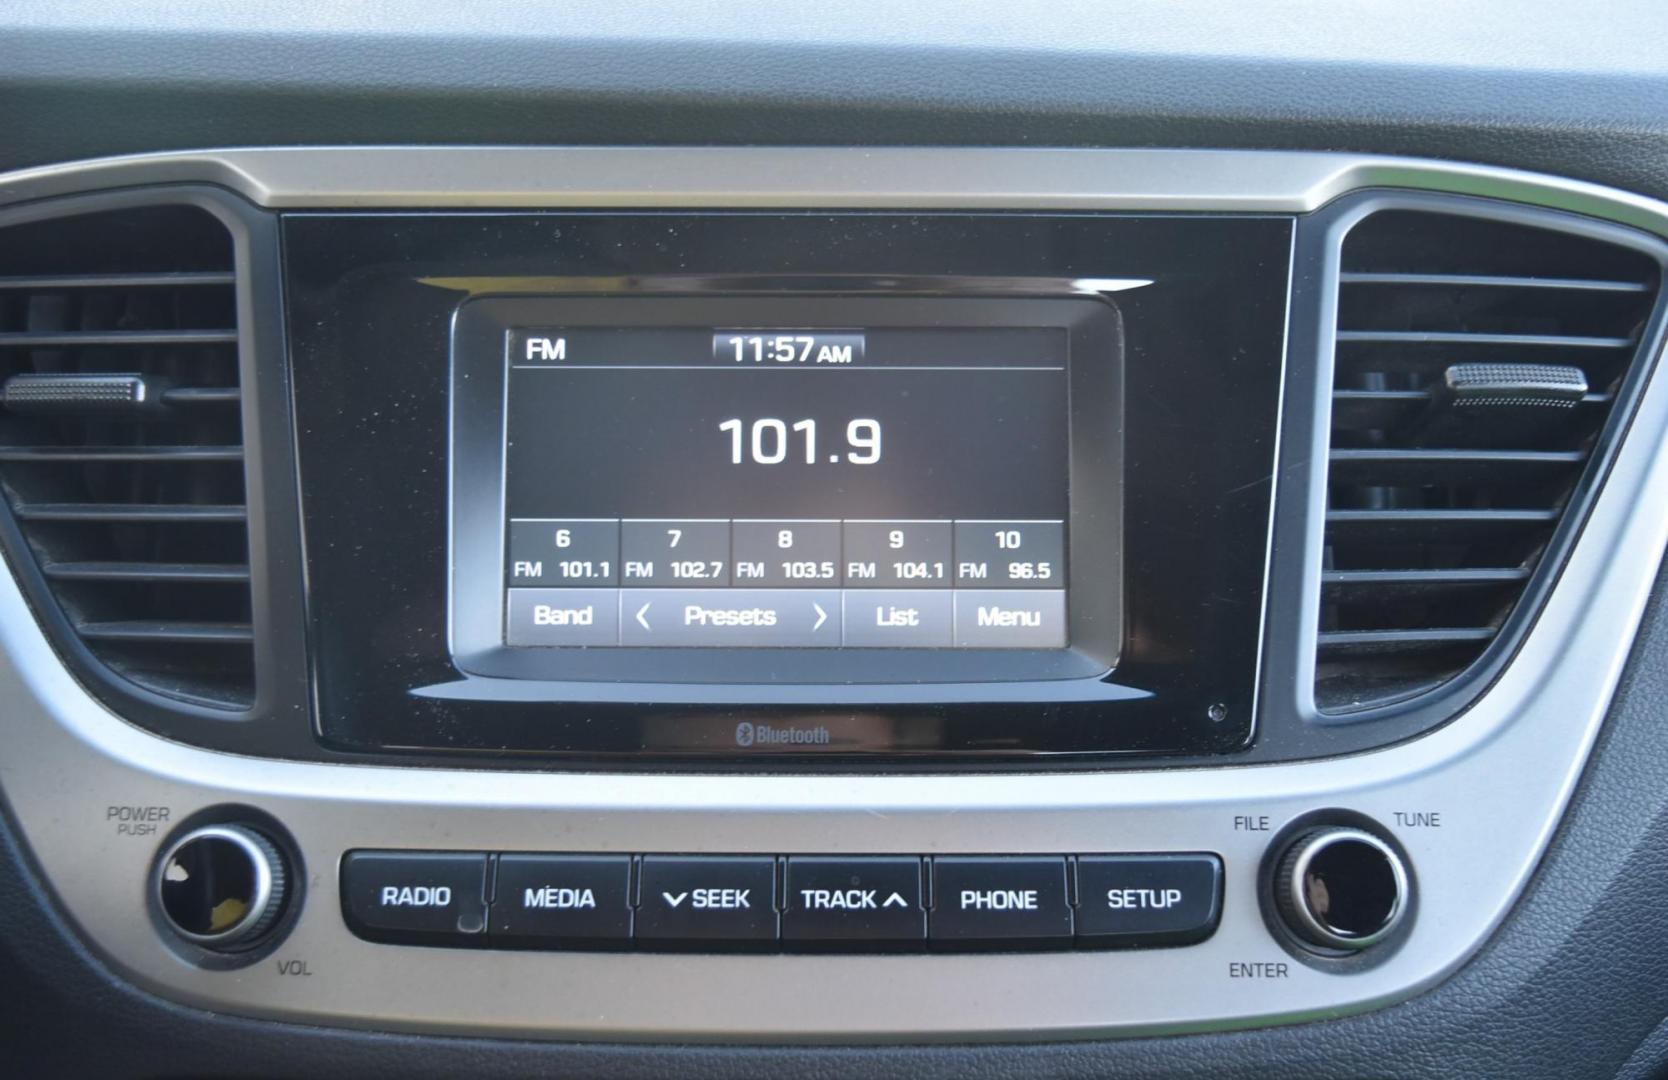 FM 11:57 AM
101.9
6 7 8 9 10
FM 101.1 FM 102.7 FM 103.5 FM 104.1 FM 96.5
Band < Presets > List Menu
Bluetooth
POWER
PUSH
VOL
RADIO MEDIA SEEK TRACK PHONE SETUP
FILE TUNE
ENTER